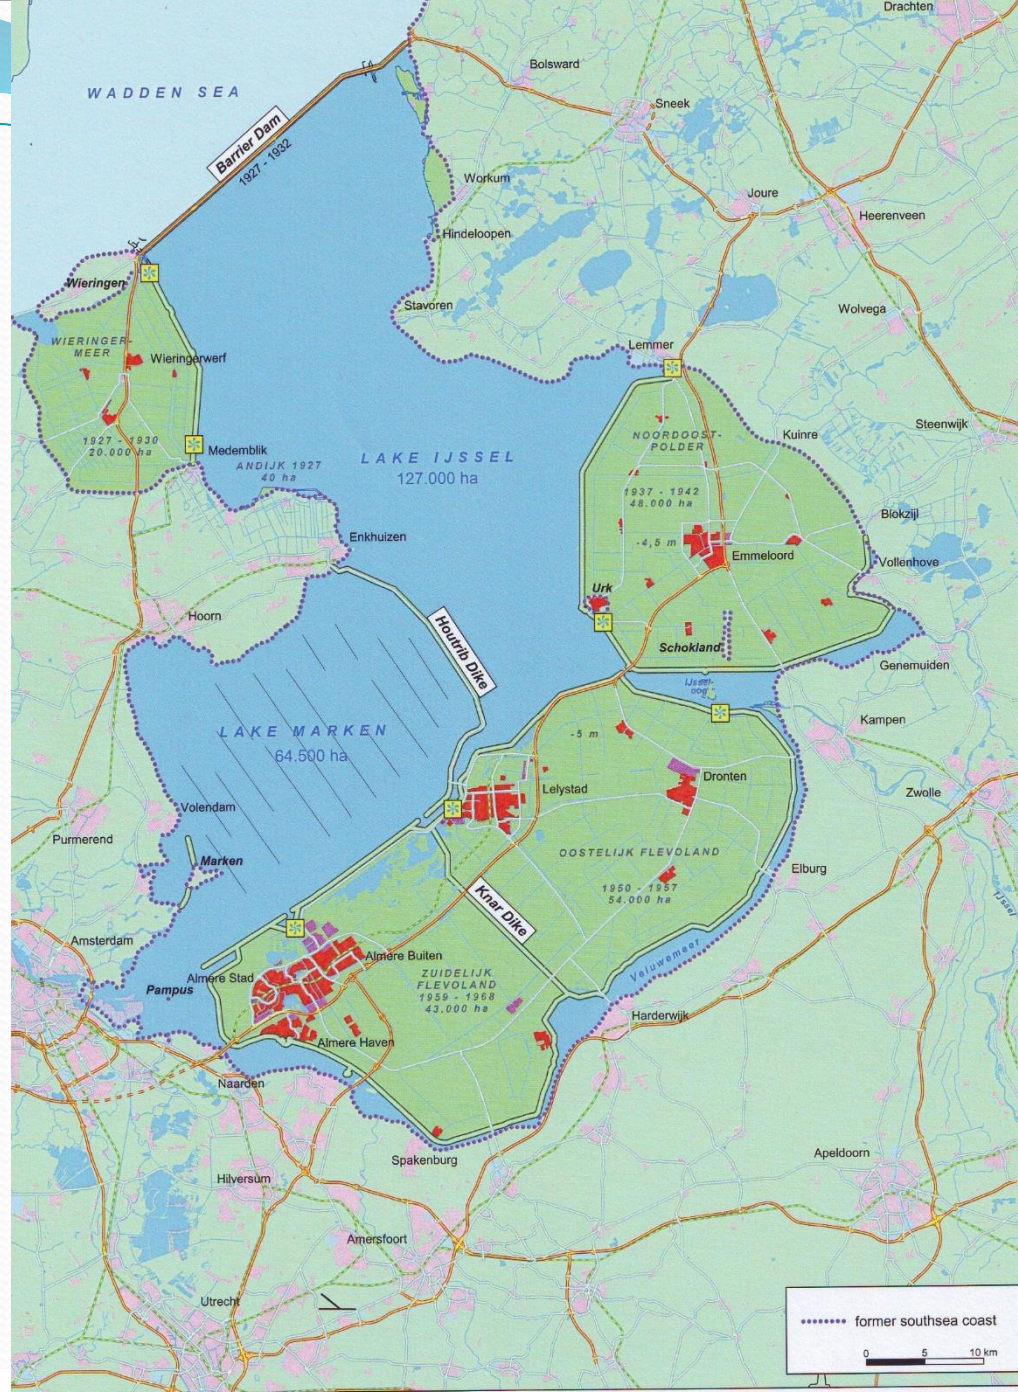 Drachten
Bolsward
WADDEN SEA
Sneek
Barrier Dam
1927 - 1932
Workum
Joure
Heerenveen
Hindeloopen
Wieringen
Stavoren
Wolvega
WIERINGER-
MEER
Lemmer
Wieringerwerf
Steenwijk
NOORDOOST-
POLDER
Kuinre
1927 - 1930
20.000 ha
Medemblik
LAKE IJSSEL
127.000 ha
ANDIJK 1927
40 ha
1937 - 1942
48.000 ha
Blokzijl
Enkhuizen
-4,5 m
Emmeloord
Vollenhove
Urk
Hoorn
Houtrib Dike
Schokland
Genemuiden
IJssel-
oog
Kampen
LAKE MARKEN
64.500 ha
-5 m
Dronten
Lelystad
Zwolle
Volendam
Purmerend
OOSTELIJK FLEVOLAND
Marken
Elburg
1950 - 1957
54.000 ha
IJssel
Knar Dike
Amsterdam
Almere Buiten
Veluwemeer
Almere Stad
ZUIDELIJK
FLEVOLAND
1959 - 1968
43.000 ha
Pampus
Harderwijk
Almere Haven
Naarden
Spakenburg
Apeldoorn
Hilversum
Amersfoort
Utrecht
former southsea coast
0 5 10 km